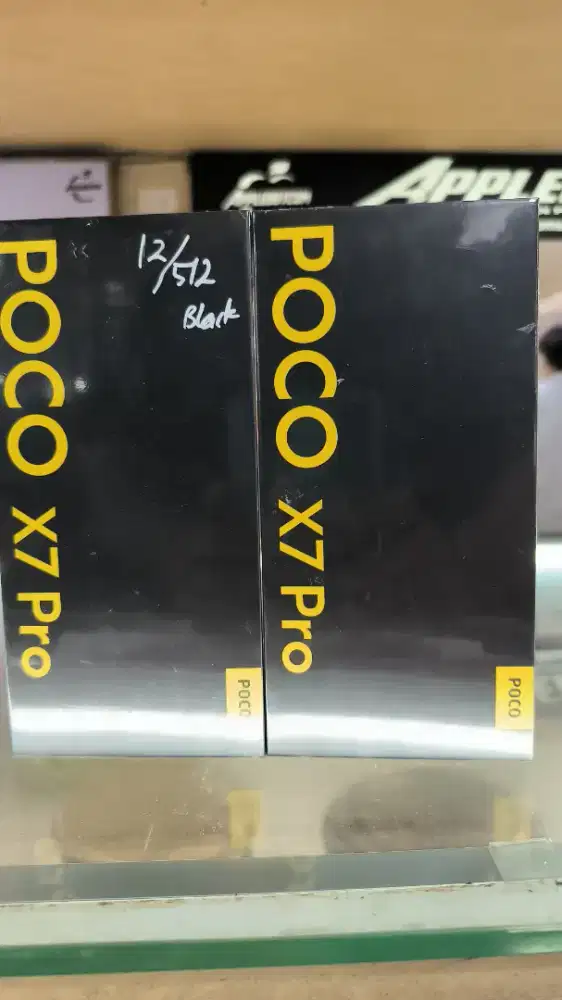 APPLE
POCO X7 Pro
12/512
Black
POCO
POCO X7 Pro
POCO